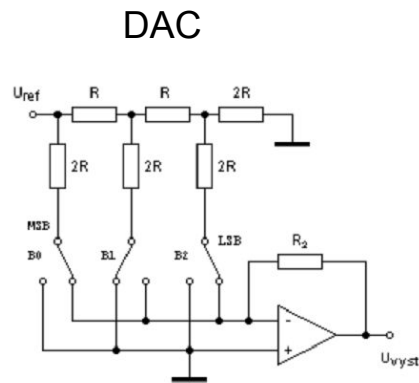 DAC
Uref R R 2R
2R 2R 2R
MSB LSB
B0 B1 B2 R2
-
+
Uvyst